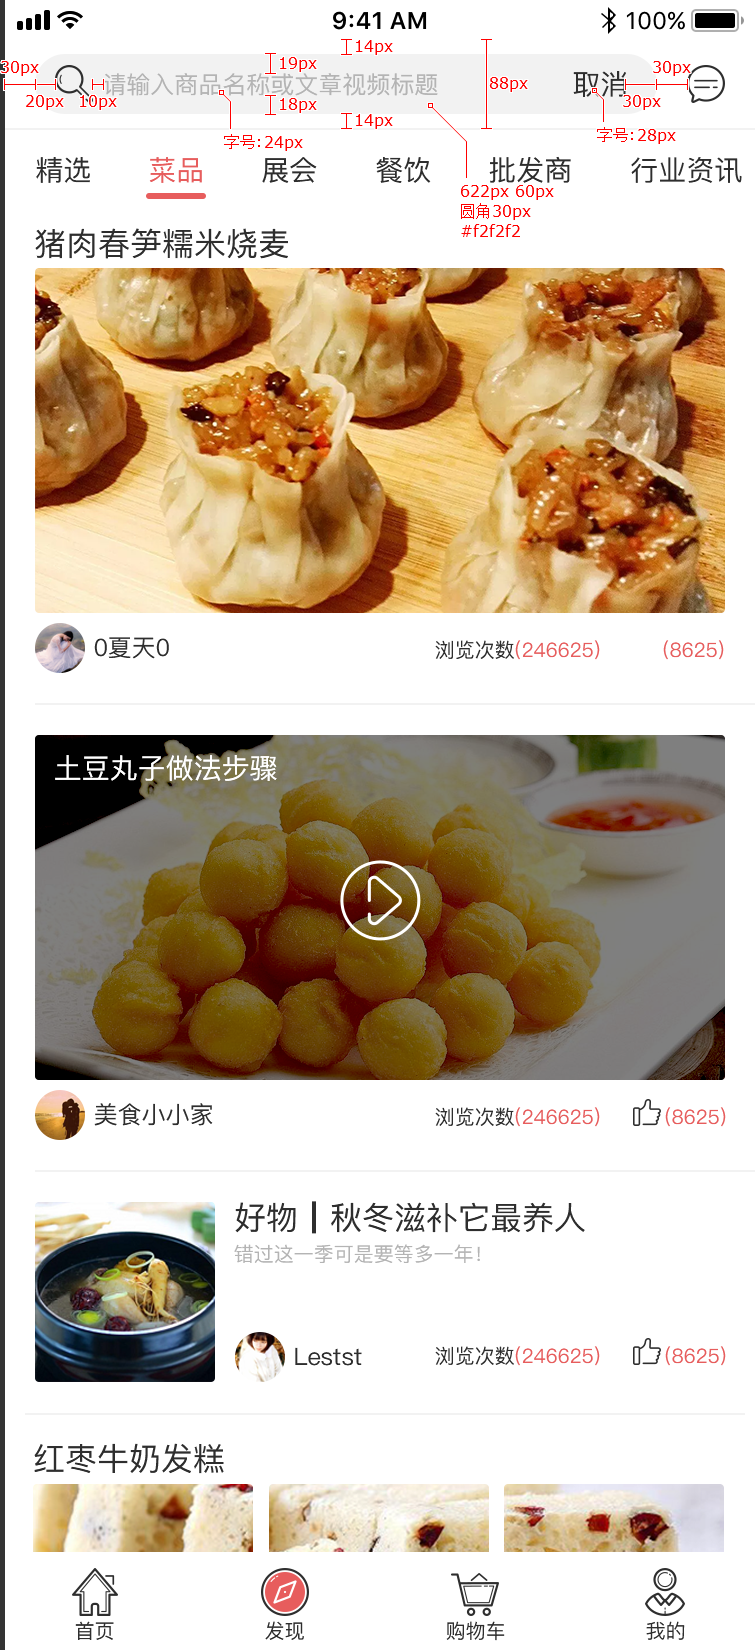 9:41 AM 100%
30px 19px 14px 30px
请输入商品名称或文章视频标题 88px 取消
20px 10px 18px 30px
14px
字号:24px 字号:28px
精选 菜品 展会 餐饮 批发商 行业资讯
622px 60px
圆角30px
#f2f2f2
猪肉春笋糯米烧麦
0夏天0 浏览次数(246625) (8625)
土豆丸子做法步骤
美食小小家 浏览次数(246625) (8625)
好物┃秋冬滋补它最养人
错过这一季可是要等多一年!
Leststt 浏览次数(246625) (8625)
红枣牛奶发糕
首页 发现 购物车 我的